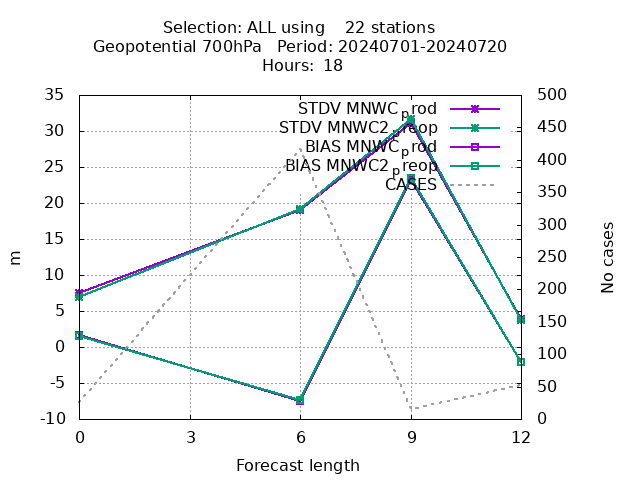 Selection: ALL using    22 stations
Geopotential 700hPa   Period: 20240701-20240720
Hours: 18
35
30
25
20
15
10
5
0
-5
-10
500
450
400
350
300
250
200
150
100
50
0
STDV MNWC_prod
STDV MNWC2_preop
BIAS MNWC_prod
BIAS MNWC2_preop
CASES
m
No cases
0 3 6 9 12
Forecast length